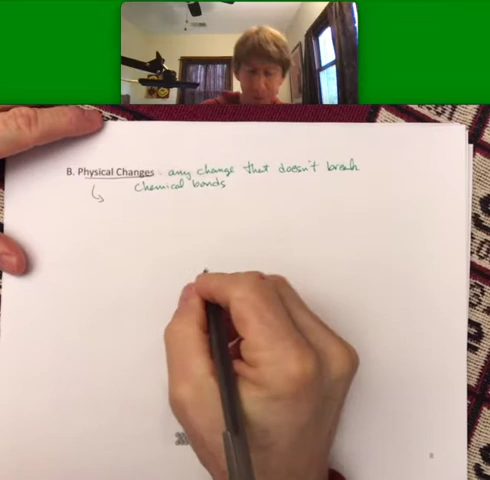 B. Physical Changes : any change that doesn't break
chemical bonds